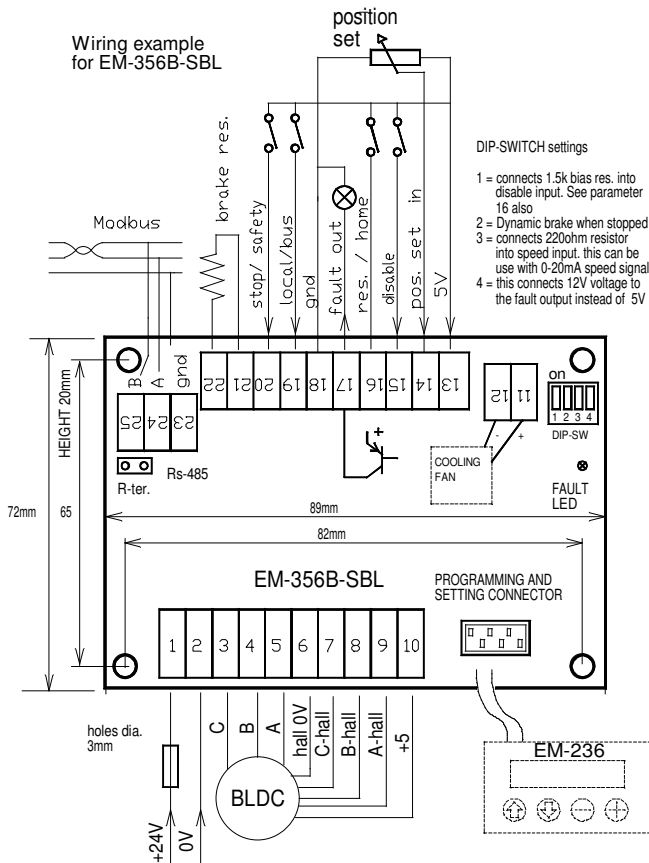 Wiring example
for EM-356B-SBL
position
set
DIP-SWITCH settings
1 = connects 1.5k bias res. into
disable input. See parameter
16 also
2 = Dynamic brake when stopped
3 = connects 220ohm resistor
into speed input. this can be
use with 0-20mA speed signal
4 = this connects 12V voltage to
the fault output instead of 5V
Modbus
brake res.
stop/ safety
local/bus
gnd
fault out
res. / home
disable
pos. set in
5V
B
A
gnd
22
21
20
19
18
17
16
15
14
13
12
11
on
1 2 3 4
DIP-SW
25
24
23
R-ter.
Rs-485
+
- +
COOLING
FAN
FAULT
LED
HEIGHT 20mm
72mm
65
89mm
82mm
EM-356B-SBL
PROGRAMMING AND
SETTING CONNECTOR
1 2 3 4 5 6 7 8 9 10
holes dia.
3mm
C
B
A
hall 0V
C-hall
B-hall
A-hall
+5
BLDC
+24V
0V
EM-236